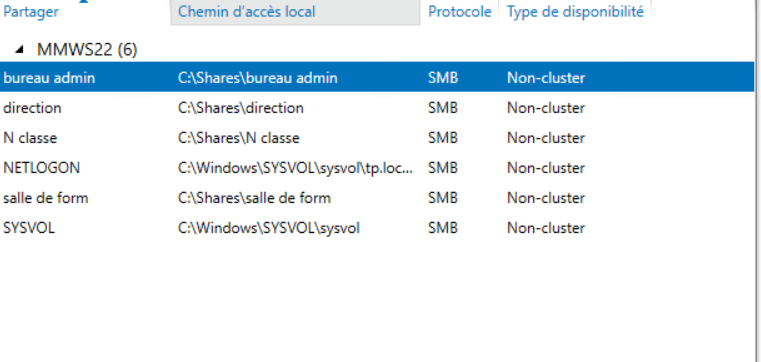 Partager Chemin d'accès local Protocole Type de disponibilité
MMWS22 (6)
bureau admin C:\Shares\bureau admin SMB Non-cluster
direction C:\Shares\direction SMB Non-cluster
N classe C:\Shares\N classe SMB Non-cluster
NETLOGON C:\Windows\SYSVOL\sysvol\tp.loc... SMB Non-cluster
salle de form C:\Shares\salle de form SMB Non-cluster
SYSVOL C:\Windows\SYSVOL\sysvol SMB Non-cluster